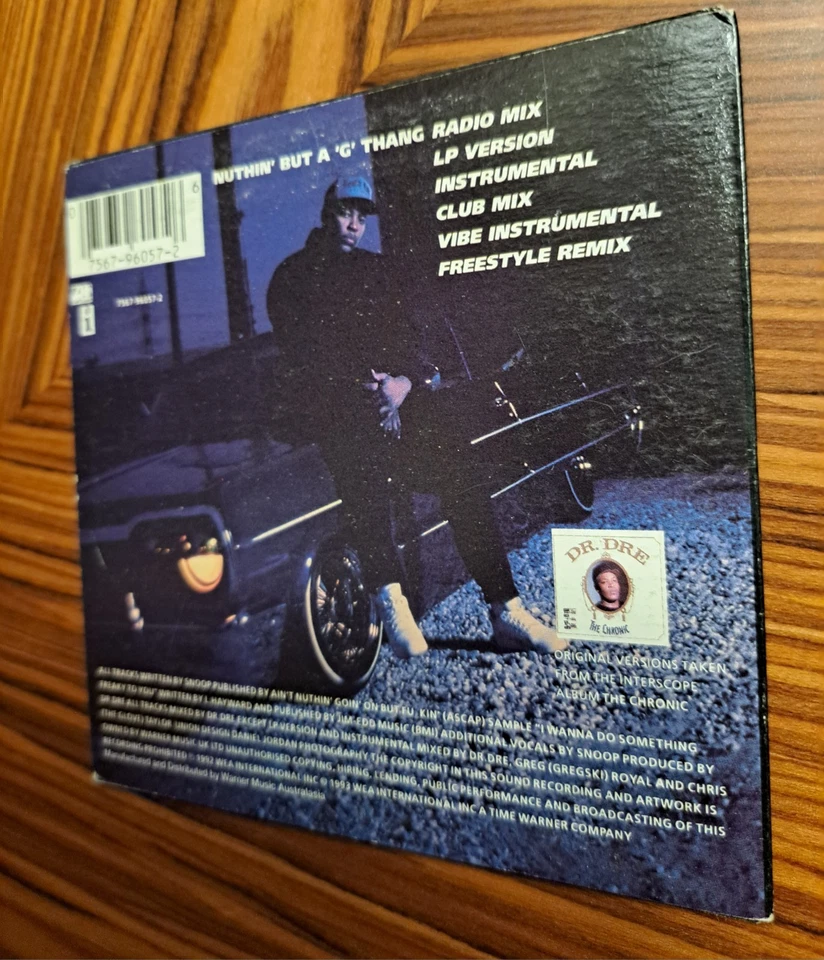 NUTHIN' BUT A 'G' THANG RADIO MIX
LP VERSION
INSTRUMENTAL
CLUB MIX
VIBE INSTRUMENTAL
FREESTYLE REMIX
0 6
7567-96057-2
7567-96057-2
DR. DRE
THE CHRONIC
ORIGINAL VERSIONS TAKEN
FROM THE INTERSCOPE
ALBUM THE CHRONIC
ALL TRACKS WRITTEN BY SNOOP PUBLISHED BY AIN'T NUTHIN' GOIN' ON BUT FU. KIN' (ASCAP) SAMPLE "I WANNA DO SOMETHING
FREAKY TO YOU" WRITTEN BY L HAYWARD AND PUBLISHED BY JIM-EDD MUSIC (BMI) ADDITIONAL VOCALS BY SNOOP PRODUCED BY
DR DRE ALL TRACKS MIXED BY DR DRE EXCEPT LP VERSION AND INSTRUMENTAL MIXED BY DR DRE, GREG (GREGSKI) ROYAL AND CHRIS
(THE GLOVE) TAYLOR DESIGN DANIEL JORDAN PHOTOGRAPHY THE COPYRIGHT IN THIS SOUND RECORDING AND ARTWORK IS
OWNED BY WARNER MUSIC UK LTD UNAUTHORISED COPYING, HIRING, LENDING, PUBLIC PERFORMANCE AND BROADCASTING OF THIS
RECORDING PROHIBITED 1992 WEA INTERNATIONAL INC © 1993 WEA INTERNATIONAL INC A TIME WARNER COMPANY
Manufactured and Distributed by Warner Music Australasia